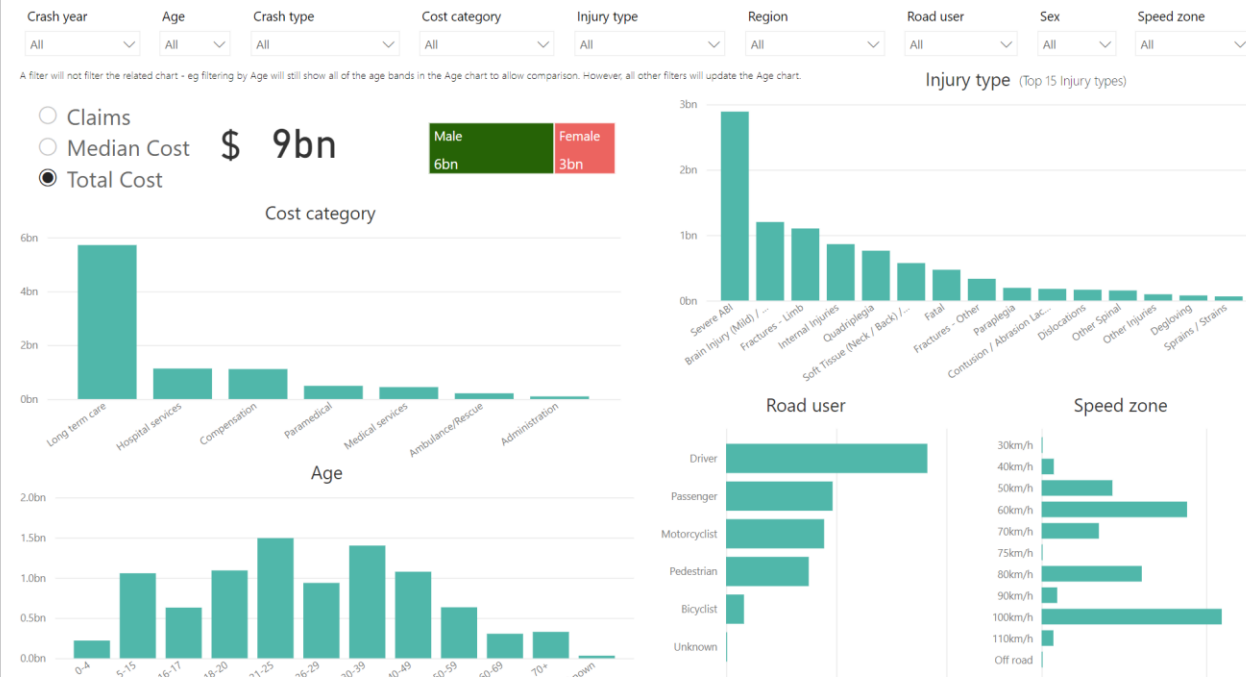 Crash year Age Crash type Cost category Injury type Region Road user Sex Speed zone
All All All All All All All All All
A filter will not filter the related chart - eg filtering by Age will still show all of the age bands in the Age chart to allow comparison. However, all other filters will update the Age chart.
Claims
Median Cost
Total Cost
$ 9bn
Male
6bn
Female
3bn
Injury type (Top 15 Injury types)
3bn
2bn
1bn
0bn
Severe ABI
Brain Injury (Mild) / ...
Fractures - Limb
Internal Injuries
Quadriplegia
Soft Tissue (Neck / Back) /...
Fatal
Fractures - Other
Paraplegia
Contusion / Abrasion Lac...
Dislocations
Other Spinal
Other Injuries
Degloving
Sprains / Strains
Cost category
6bn
4bn
2bn
0bn
Long term care
Hospital services
Compensation
Paramedical
Medical services
Ambulance/Rescue
Administration
Age
2.0bn
1.5bn
1.0bn
0.5bn
0.0bn
0-4
5-15
16-17
18-20
21-25
26-29
30-39
40-49
50-59
60-69
70+
Road user
Driver
Passenger
Motorcyclist
Pedestrian
Bicyclist
Unknown
Speed zone
30km/h
40km/h
50km/h
60km/h
70km/h
75km/h
80km/h
90km/h
100km/h
110km/h
Off road